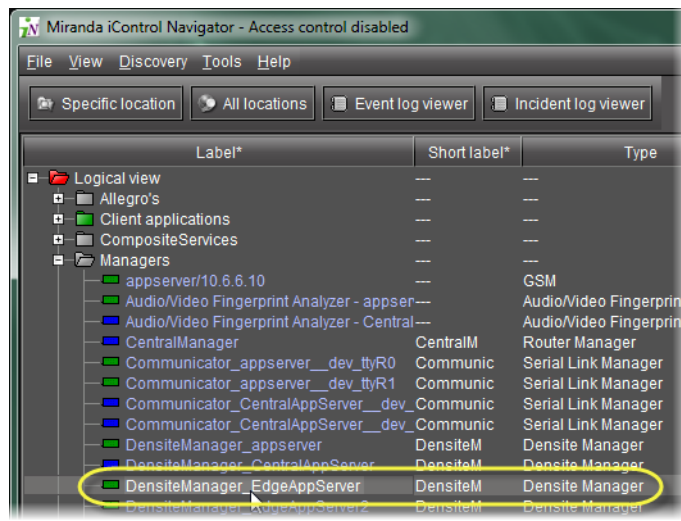 Miranda iControl Navigator - Access control disabled
File View Discovery Tools Help
Specific location All locations Event log viewer Incident log viewer
Label* Short label* Type
Logical view --- ---
Allegro's --- ---
Client applications --- ---
CompositeServices --- ---
Managers --- ---
appserver/10.6.6.10 --- GSM
Audio/Video Fingerprint Analyzer - appser --- Audio/Video Fingerprin
Audio/Video Fingerprint Analyzer - Central --- Audio/Video Fingerprin
CentralManager CentralM Router Manager
Communicator_appserver__dev_ttyR0 Communic Serial Link Manager
Communicator_appserver__dev_ttyR1 Communic Serial Link Manager
Communicator_CentralAppServer__dev_ Communic Serial Link Manager
Communicator_CentralAppServer__dev_ Communic Serial Link Manager
DensiteManager_appserver DensiteM Densite Manager
DensiteManager_CentralAppServer DensiteM Densite Manager
DensiteManager_EdgeAppServer DensiteM Densite Manager
DensiteManager_EdgeAppServer2 DensiteM Densite Manager